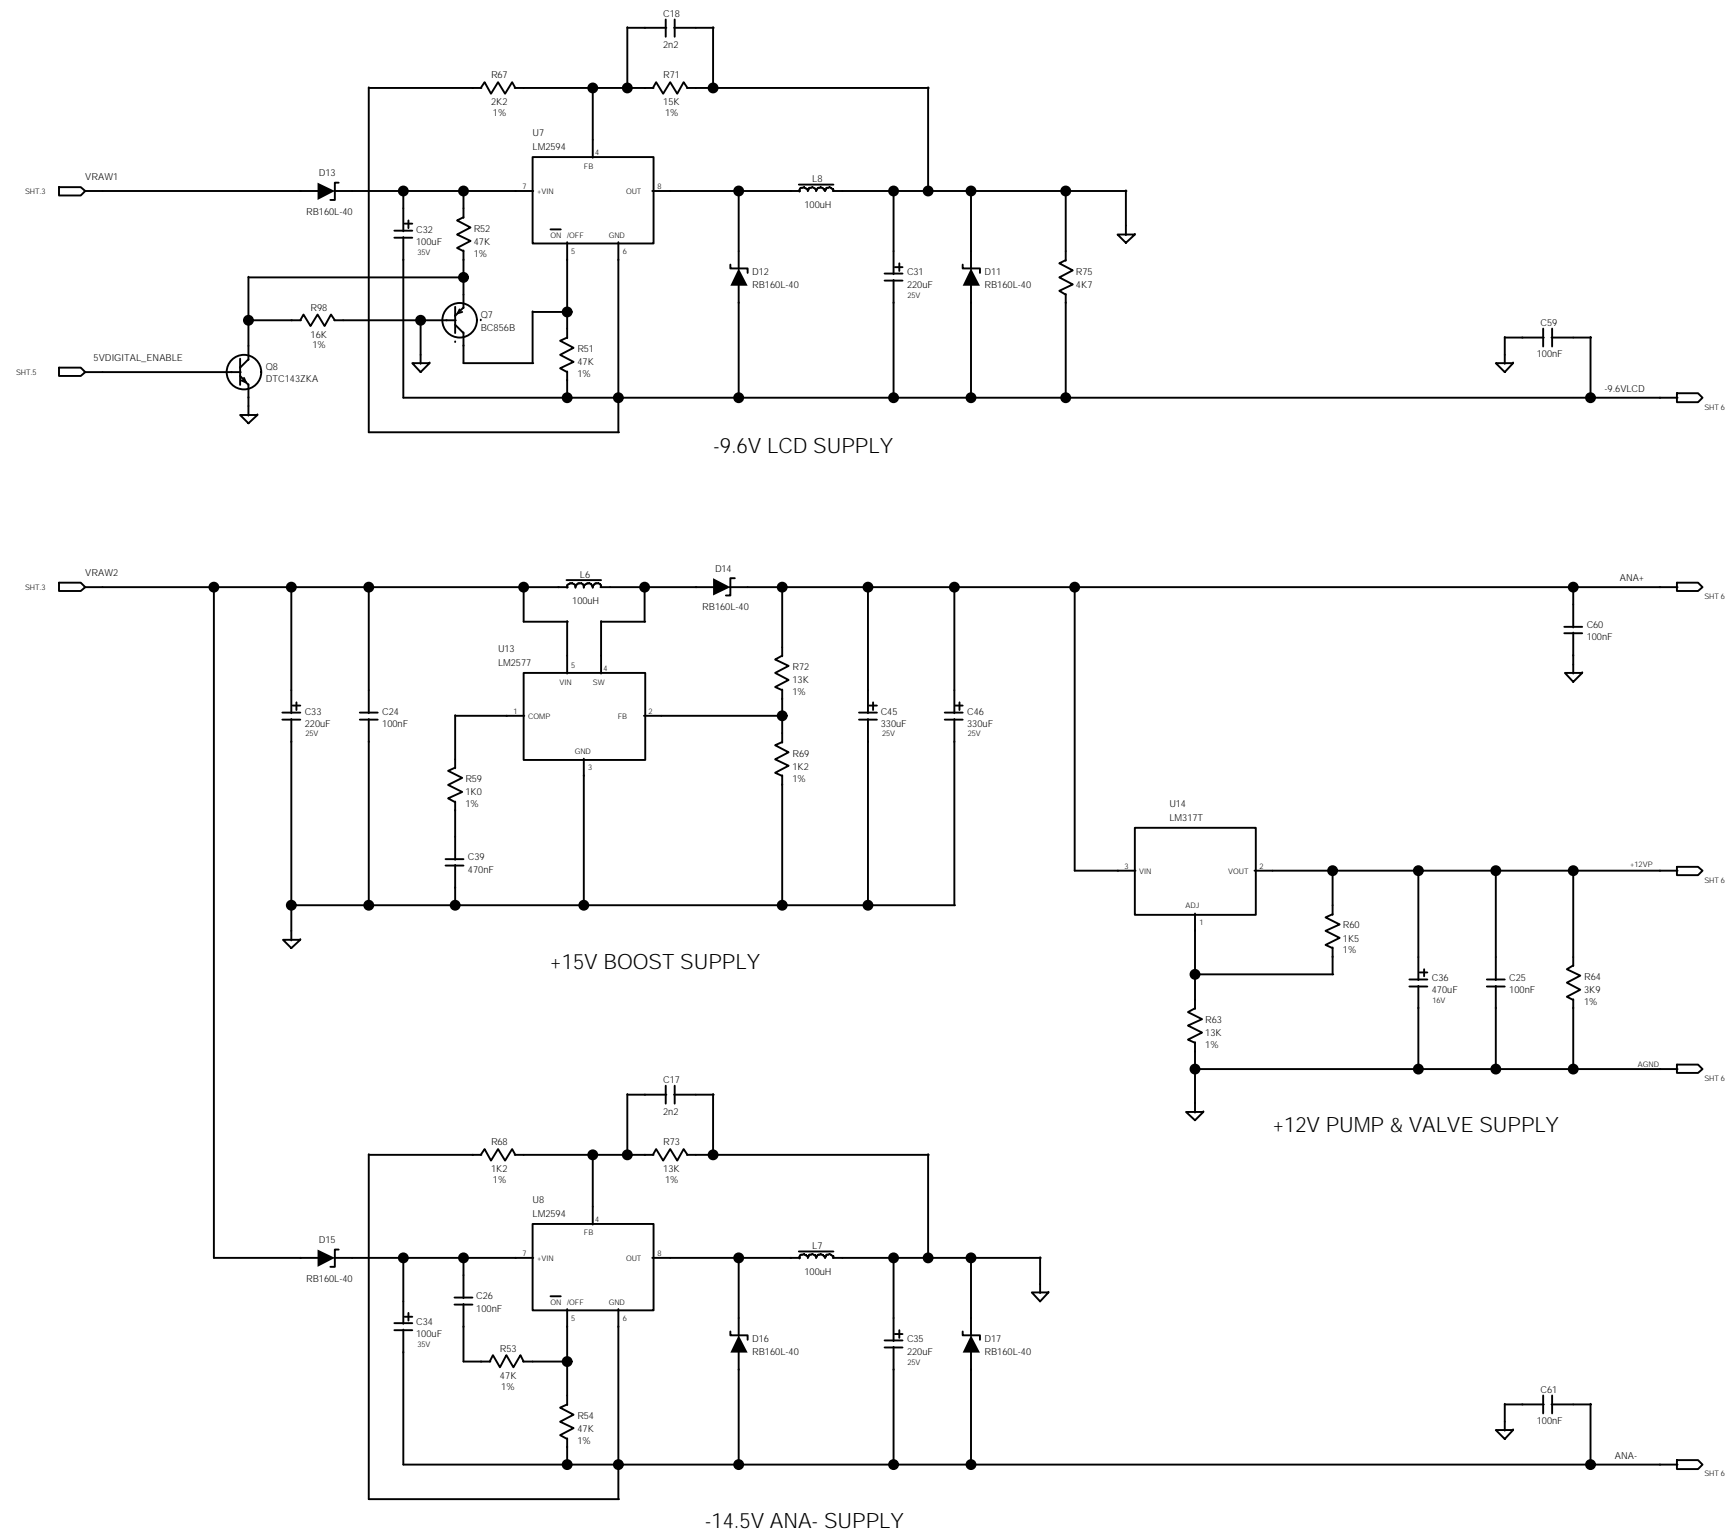 C18
2n2
R67
2K2
1%
R71
15K
1%
U7
LM2594
4
FB
SHT.3
VRAW1
D13
RB160L-40
7
+VIN
OUT
8
L8
100uH
C32
100uF
35V
R52
47K
1%
ON /OFF
GND
5
6
D12
RB160L-40
C31
220uF
25V
D11
RB160L-40
R75
4K7
R98
16K
1%
Q7
BC856B
R51
47K
1%
SHT.5
5VDIGITAL_ENABLE
Q8
DTC143ZKA
C59
100nF
-9.6VLCD
SHT 6
-9.6V LCD SUPPLY
SHT.3
VRAW2
L6
100uH
D14
RB160L-40
ANA+
SHT 6
C60
100nF
U13
LM2577
5
4
VIN
SW
R72
13K
1%
C33
220uF
25V
C24
100nF
1
COMP
FB
2
C45
330uF
25V
C46
330uF
25V
GND
3
R69
1K2
1%
R59
1K0
1%
C39
470nF
U14
LM317T
3
VIN
VOUT
2
ADJ
1
+12VP
SHT 6
R60
1K5
1%
+15V BOOST SUPPLY
C36
470uF
16V
C25
100nF
R64
3K9
1%
R63
13K
1%
AGND
SHT 6
+12V PUMP & VALVE SUPPLY
C17
2n2
R68
1K2
1%
R73
13K
1%
U8
LM2594
4
FB
D15
RB160L-40
7
+VIN
OUT
8
L7
100uH
C34
100uF
35V
C26
100nF
ON /OFF
GND
5
6
R53
47K
1%
D16
RB160L-40
C35
220uF
25V
D17
RB160L-40
R54
47K
1%
C61
100nF
ANA-
SHT 6
-14.5V ANA- SUPPLY